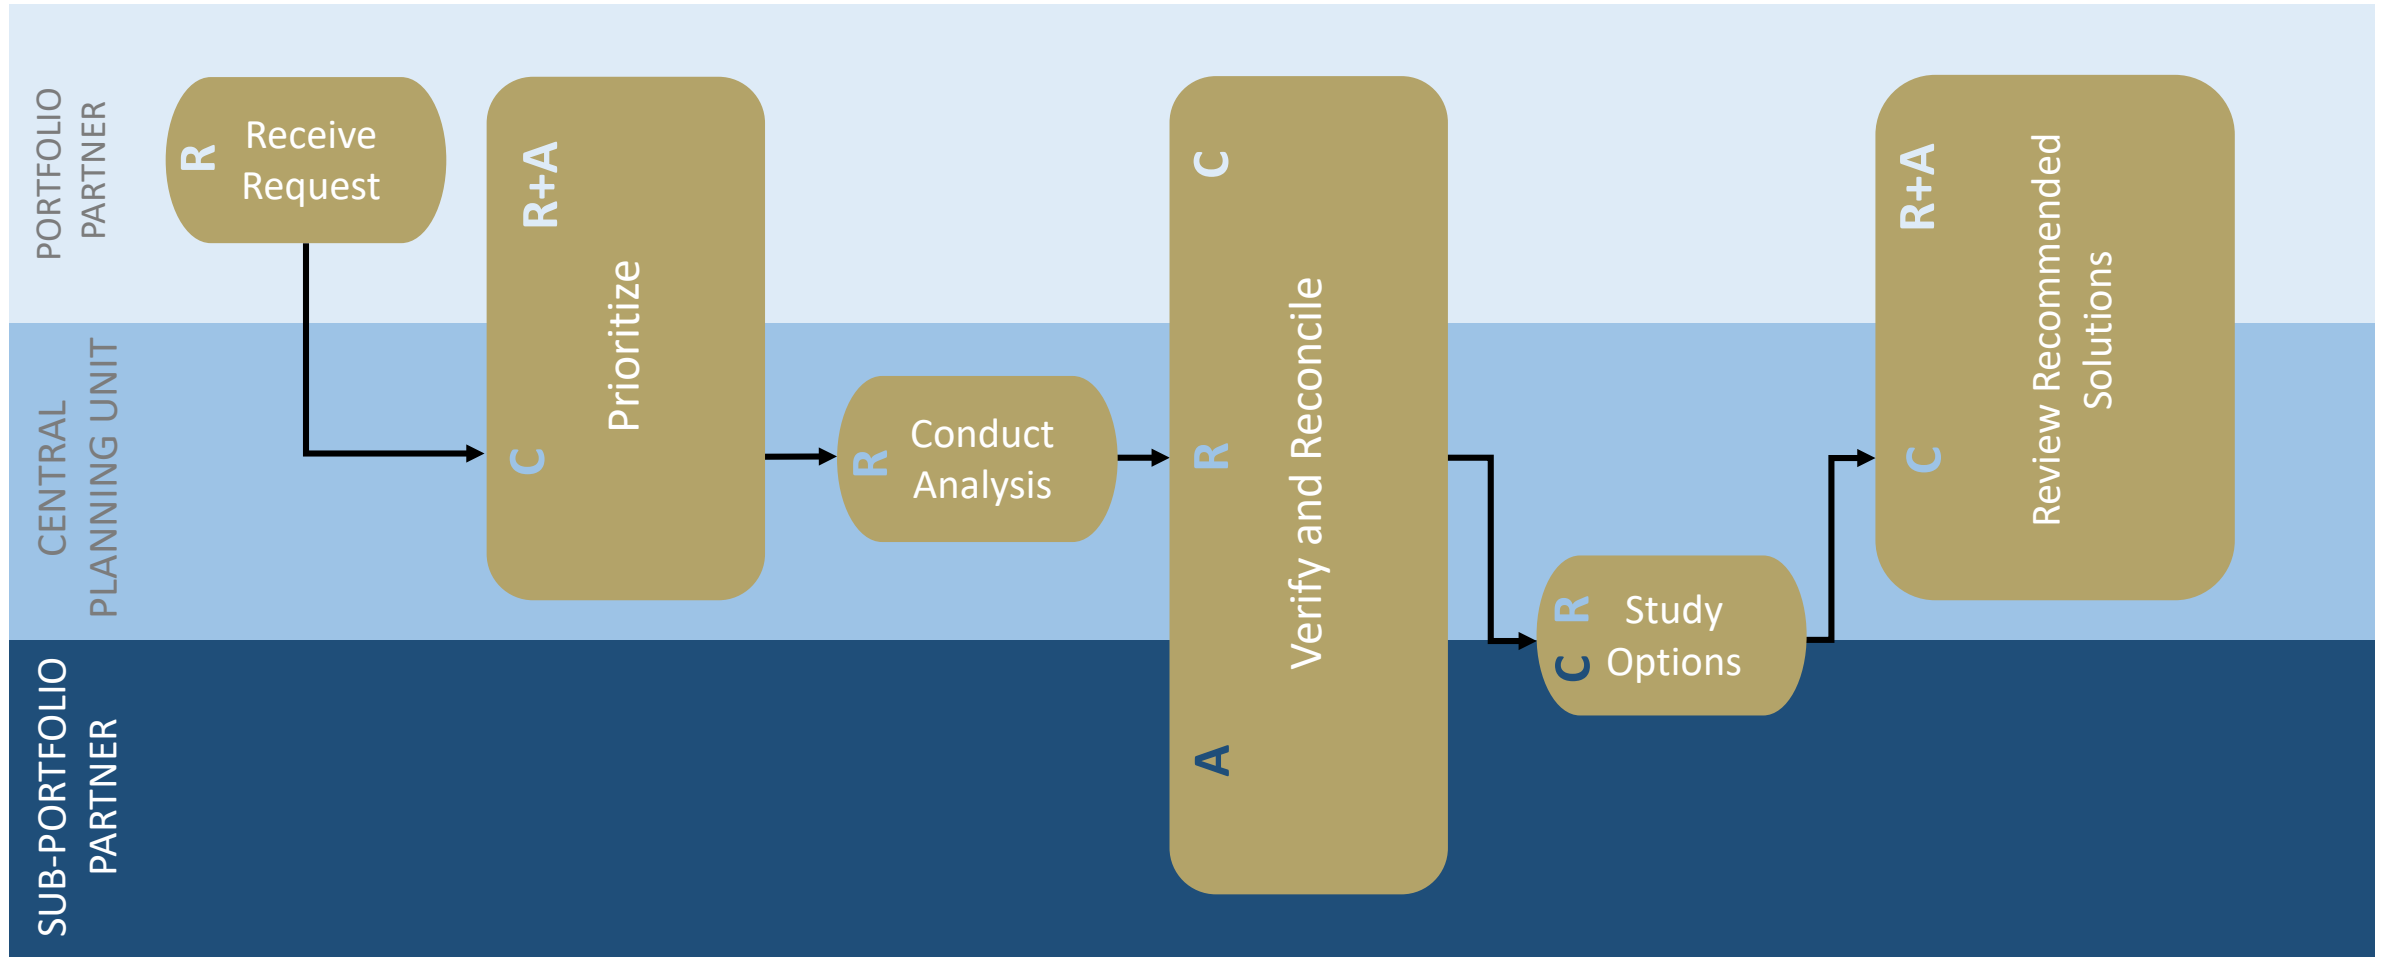 PORTFOLIO
PARTNER
R
Receive
Request
R+A
C
Prioritize
CENTRAL
PLANNING UNIT
R
Conduct
Analysis
C
R
A
Verify and Reconcile
R
C
Study
Options
R+A
C
Review Recommended
Solutions
SUB-PORTFOLIO
PARTNER